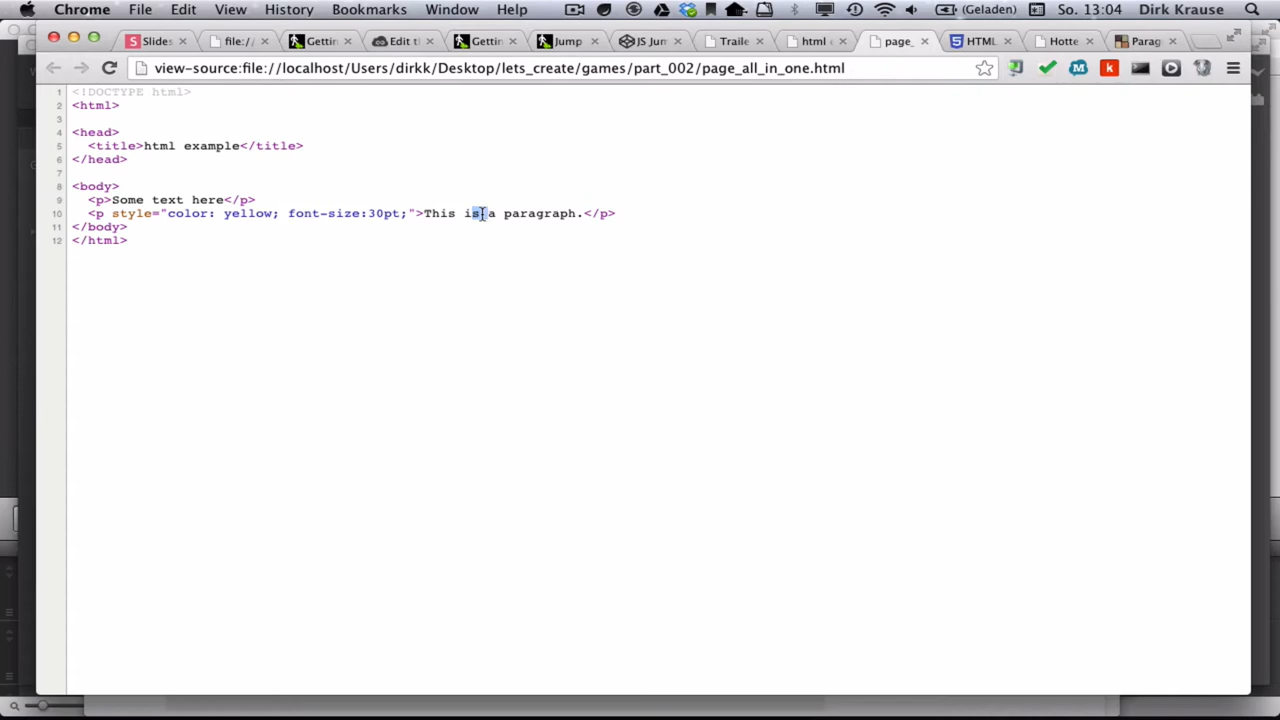 Chrome File Edit View History Bookmarks Window Help (Geladen) So. 13:04 Dirk Krause
Slides file:// Gettin Edit t Gettin Jump JS Jum Traile html e page_ HTML Hotte Parag
view-source:file://localhost/Users/dirkk/Desktop/lets_create/games/part_002/page_all_in_one.html
1 <!DOCTYPE html>
2 <html>
3
4 <head>
5 <title>html example</title>
6 </head>
7
8 <body>
9 <p>Some text here</p>
10 <p style="color: yellow; font-size:30pt;">This is a paragraph.</p>
11 </body>
12 </html>